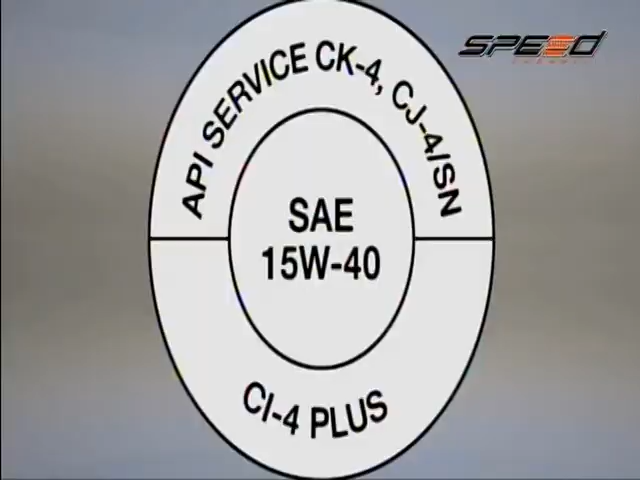 SPEED
API SERVICE CK-4, CJ-4/SN
SAE
15W-40
CI-4 PLUS